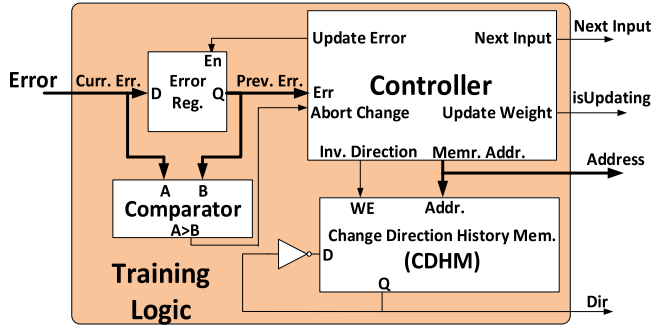 Error
Curr. Err.
D
En
Error
Reg.
Q
Prev. Err.
Update Error
Next Input
Controller
Err
Abort Change
Update Weight
Inv. Direction
Memr. Addr.
Next Input
isUpdating
Address
A
B
Comparator
A>B
WE
Addr.
Change Direction History Mem.
(CDHM)
D
Q
Training
Logic
Dir